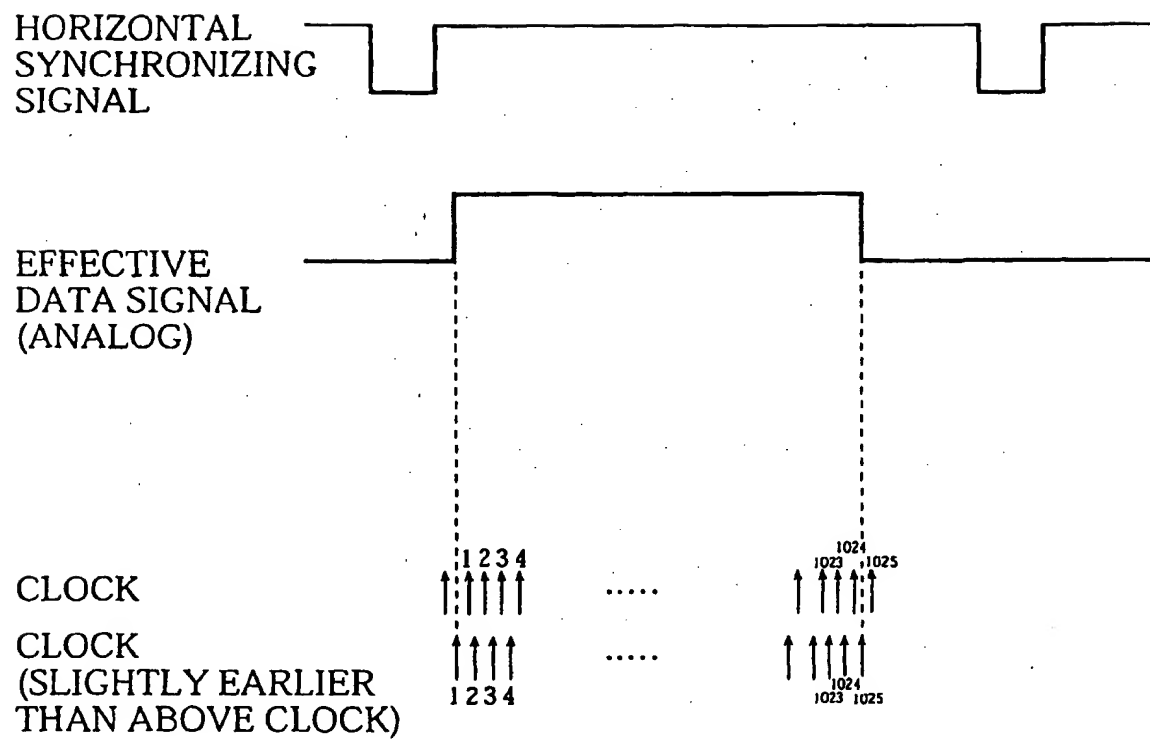 HORIZONTAL
SYNCHRONIZING
SIGNAL
EFFECTIVE
DATA SIGNAL
(ANALOG)
1 2 3 4
1024
1023 1025
CLOCK
.....
CLOCK
(SLIGHTLY EARLIER
THAN ABOVE CLOCK)
.....
1 2 3 4
1024
1023 1025